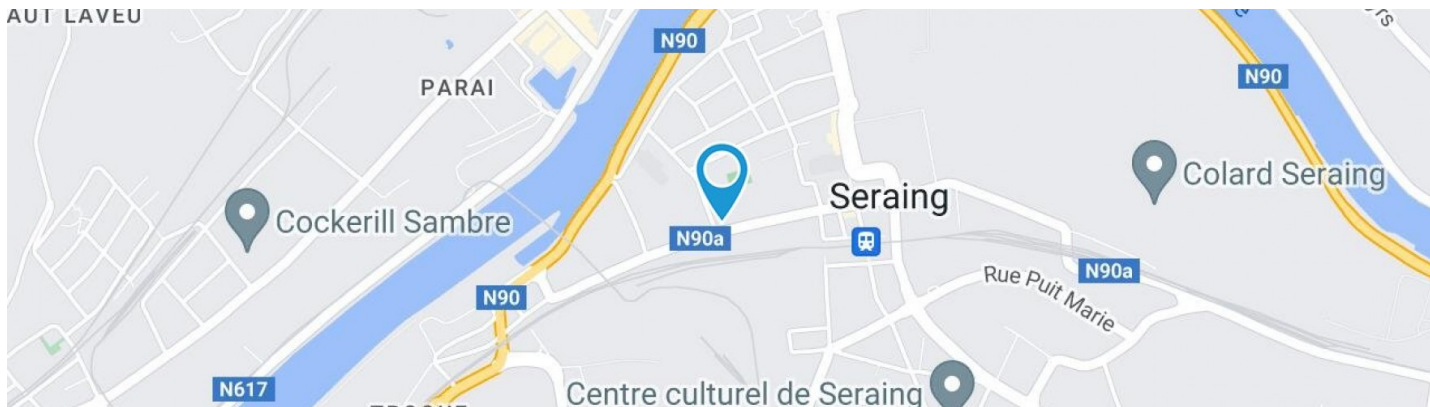 AUT LAVEU
N90
N90
PARAI
Colard Seraing
Seraing
Cockerill Sambre
N90a
N90a
Rue Puit Marie
N90
N617
Centre culturel de Seraing